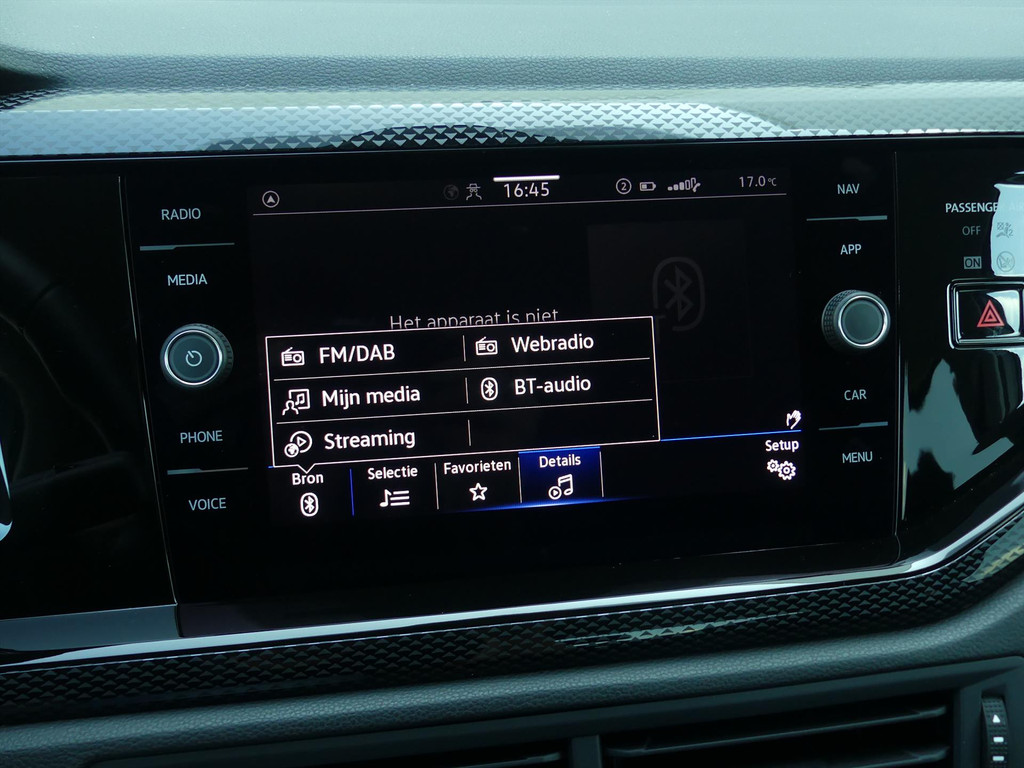 16:45
2
17.0°C
RADIO
MEDIA
PHONE
VOICE
Het apparaat is niet
FM/DAB
Webradio
Mijn media
BT-audio
Streaming
Bron
Selectie
Favorieten
Details
Setup
NAV
APP
CAR
MENU
OFF
ON